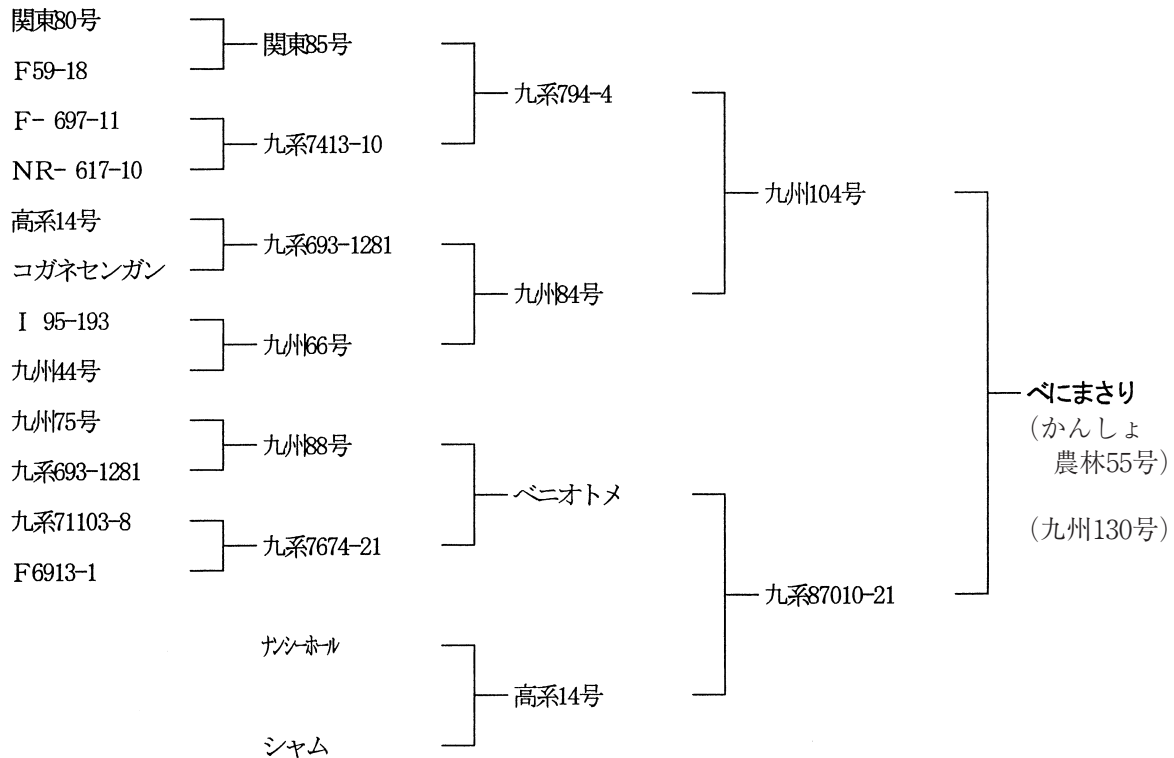 関東80号
F59-18
F- 697-11
NR- 617-10
高系14号
コガネセンガン
I 95-193
九州44号
九州75号
九系693-1281
九系71103-8
F6913-1
関東85号
九系7413-10
九系693-1281
九州66号
九州88号
九系7674-21
ナンシーホール
シャム
九系794-4
九州84号
ベニオトメ
高系14号
九州104号
九系87010-21
べにまさり
(かんしょ
農林55号)
(九州130号)